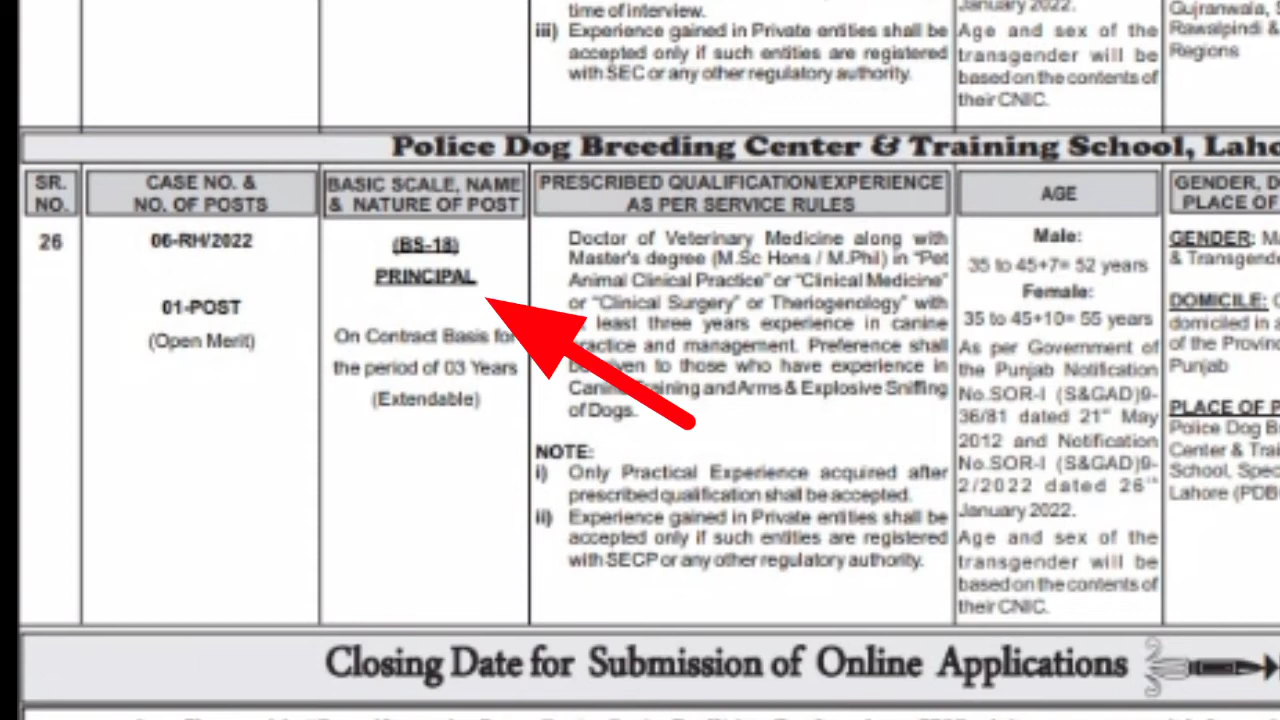 time of interview.
iii) Experience gained in Private entities shall be
accepted only if such entities are registered
with SEC or any other regulatory authority.
January 2022.
Age and sex of the
transgender will be
based on the contents of
their CNIC.
Gujranwala, S
Rawalpindi &
Regions
Police Dog Breeding Center & Training School, Laho
SR.
NO.
CASE NO. &
NO. OF POSTS
BASIC SCALE, NAME
& NATURE OF POST
PRESCRIBED QUALIFICATION/EXPERIENCE
AS PER SERVICE RULES
AGE
GENDER, D
PLACE OF
26
06-RH/2022
01-POST
(Open Merit)
(BS-18)
PRINCIPAL
On Contract Basis for
the period of 03 Years
(Extendable)
Doctor of Veterinary Medicine along with
Master's degree (M.Sc Hons / M.Phil) in "Pet
Animal Clinical Practice" or "Clinical Medicine"
or "Clinical Surgery" or Theriogenology" with
least three years experience in canine
ractice and management. Preference shall
to those who have experience in
Training and Arms & Explosive Sniffing
of Dogs.
NOTE:
i) Only Practical Experience acquired after
prescribed qualification shall be accepted.
ii) Experience gained in Private entities shall be
accepted only if such entities are registered
with SECP or any other regulatory authority.
Male:
35 to 45+7= 52 years
Female:
35 to 45+10= 55 years
As per Government of
the Punjab Notification
No.SOR-I (S&GAD)9-
36/81 dated 21st May
2012 and Notification
No.SOR-I (S&GAD)9-
2/2022 dated 26th
January 2022.
Age and sex of the
transgender will be
based on the contents of
their CNIC.
GENDER: M
& Transgende
DOMICILE:
domiciled in a
of the Provinc
Punjab
PLACE OF P
Police Dog Br
Center & Trai
School, Spec
Lahore (PDB
Closing Date for Submission of Online Applications